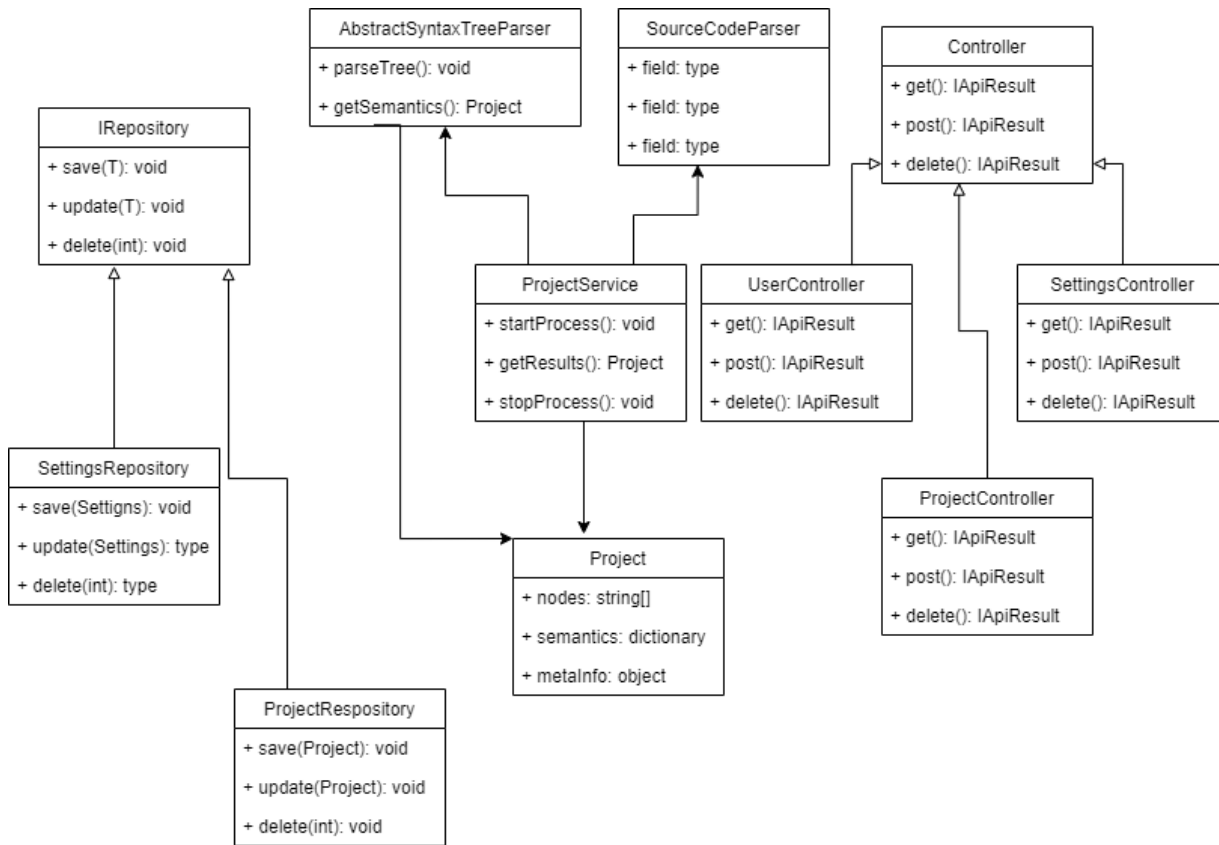 AbstractSyntaxTreeParser
+ parseTree(): void
+ getSemantics(): Project
SourceCodeParser
+ field: type
+ field: type
+ field: type
Controller
+ get(): IApiResult
+ post(): IApiResult
+ delete(): IApiResult
IRepository
+ save(T): void
+ update(T): void
+ delete(int): void
ProjectService
+ startProcess(): void
+ getResults(): Project
+ stopProcess(): void
UserController
+ get(): IApiResult
+ post(): IApiResult
+ delete(): IApiResult
SettingsController
+ get(): IApiResult
+ post(): IApiResult
+ delete(): IApiResult
SettingsRepository
+ save(Settigns): void
+ update(Settings): type
+ delete(int): type
ProjectController
+ get(): IApiResult
+ post(): IApiResult
+ delete(): IApiResult
Project
+ nodes: string[]
+ semantics: dictionary
+ metaInfo: object
ProjectRespository
+ save(Project): void
+ update(Project): void
+ delete(int): void